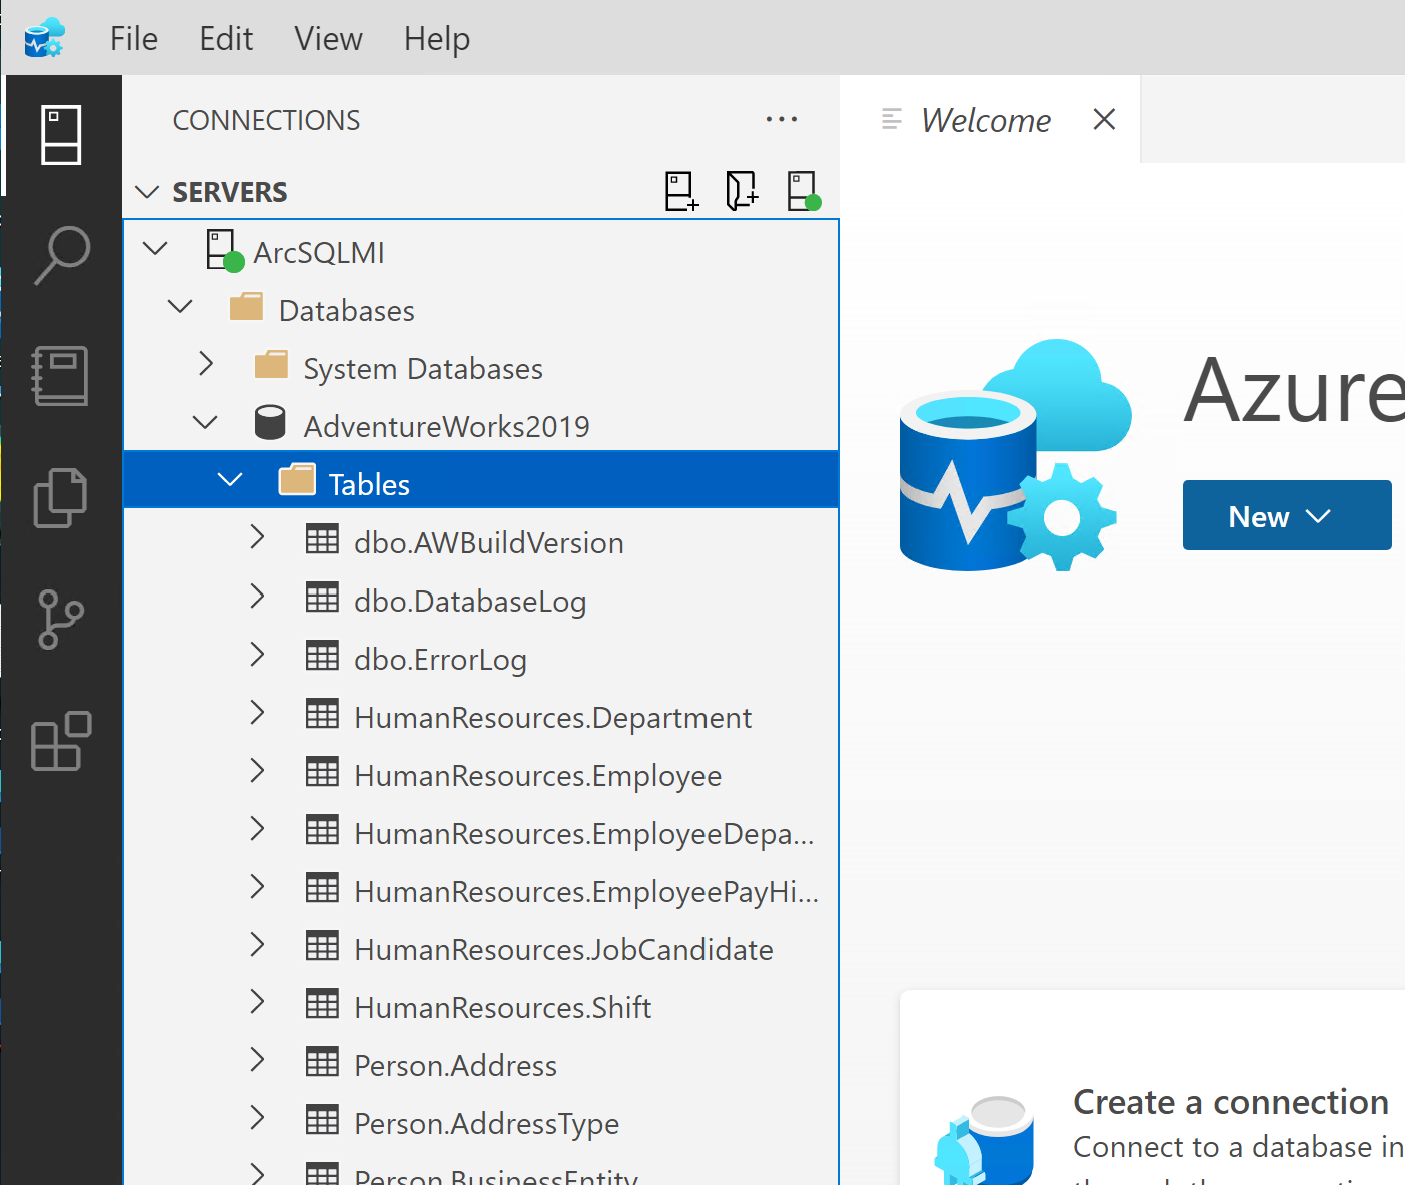 File Edit View Help
CONNECTIONS
Welcome
SERVERS
ArcSQLMI
Databases
System Databases
AdventureWorks2019
Tables
dbo.AWBuildVersion
dbo.DatabaseLog
dbo.ErrorLog
HumanResources.Department
HumanResources.Employee
HumanResources.EmployeeDepa...
HumanResources.EmployeePayHi...
HumanResources.JobCandidate
HumanResources.Shift
Person.Address
Person.AddressType
Person.BusinessEntity
Azure
New
Create a connection
Connect to a database in